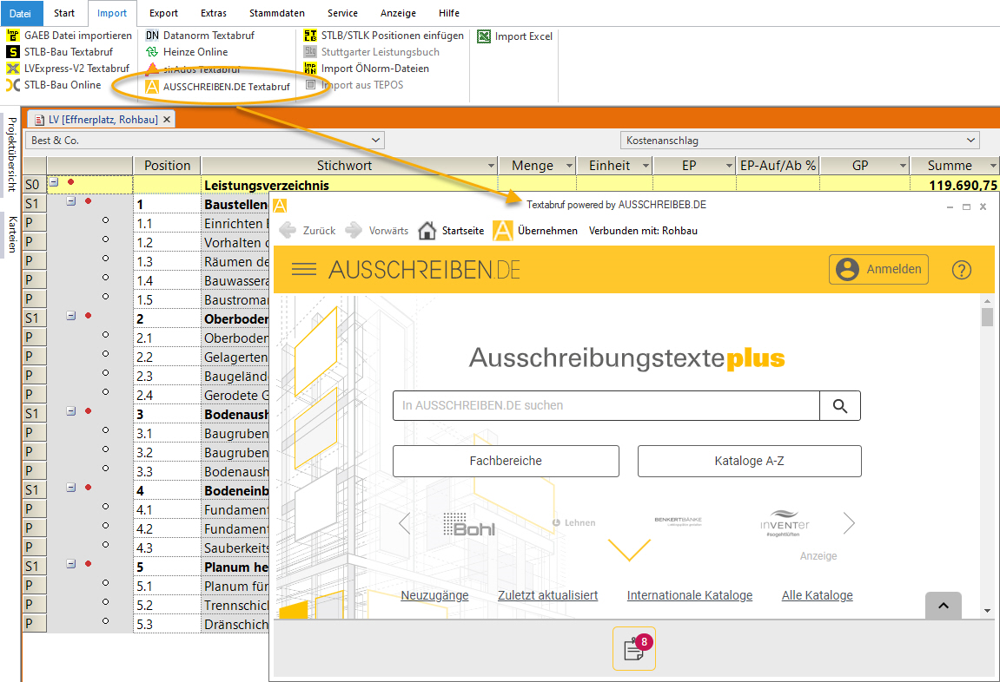 Datei Start Import Export Extras Stammdaten Service Anzeige Hilfe
GAEB Datei importieren Datanorm Textabruf STLB/STLK Positionen einfügen Import Excel
STLB-Bau Textabruf Heinze Online Stuttgarter Leistungsbuch
LVExpress-V2 Textabruf sirAdos Textabruf Import ÖNorm-Dateien
STLB-Bau Online AUSSCHREIBEN.DE Textabruf Import aus TEPOS
Projektübersicht
Karteien
LV [Effnerplatz, Rohbau]
Best & Co. Kostenanschlag
Position Stichwort Menge Einheit EP EP-Auf/Ab % GP Summe
S0 Leistungsverzeichnis 119.690,75
S1 1 Baustellen
P 1.1 Einrichten
P 1.2 Vorhalten
P 1.3 Räumen de
P 1.4 Bauwassera
P 1.5 Baustroman
S1 2 Oberboden
P 2.1 Oberboden
P 2.2 Gelagerten
P 2.3 Baugelände
P 2.4 Gerodete G
S1 3 Bodenaush
P 3.1 Baugruben
P 3.2 Baugruben
P 3.3 Bodenaush
S1 4 Bodeneinb
P 4.1 Fundament
P 4.2 Fundament
P 4.3 Sauberkeits
S1 5 Planum he
P 5.1 Planum für
P 5.2 Trennschich
P 5.3 Dränschich
Textabruf powered by AUSSCHREIBEB.DE
Zurück Vorwärts Startseite Übernehmen Verbunden mit: Rohbau
AUSSCHREIBEN.DE Anmelden ?
Ausschreibungstexteplus
In AUSSCHREIBEN.DE suchen
Fachbereiche Kataloge A-Z
Bohl Lehnen BENKERTBÄNKE inVENTer
#sogehtlüften
Anzeige
Neuzugänge Zuletzt aktualisiert Internationale Kataloge Alle Kataloge
8